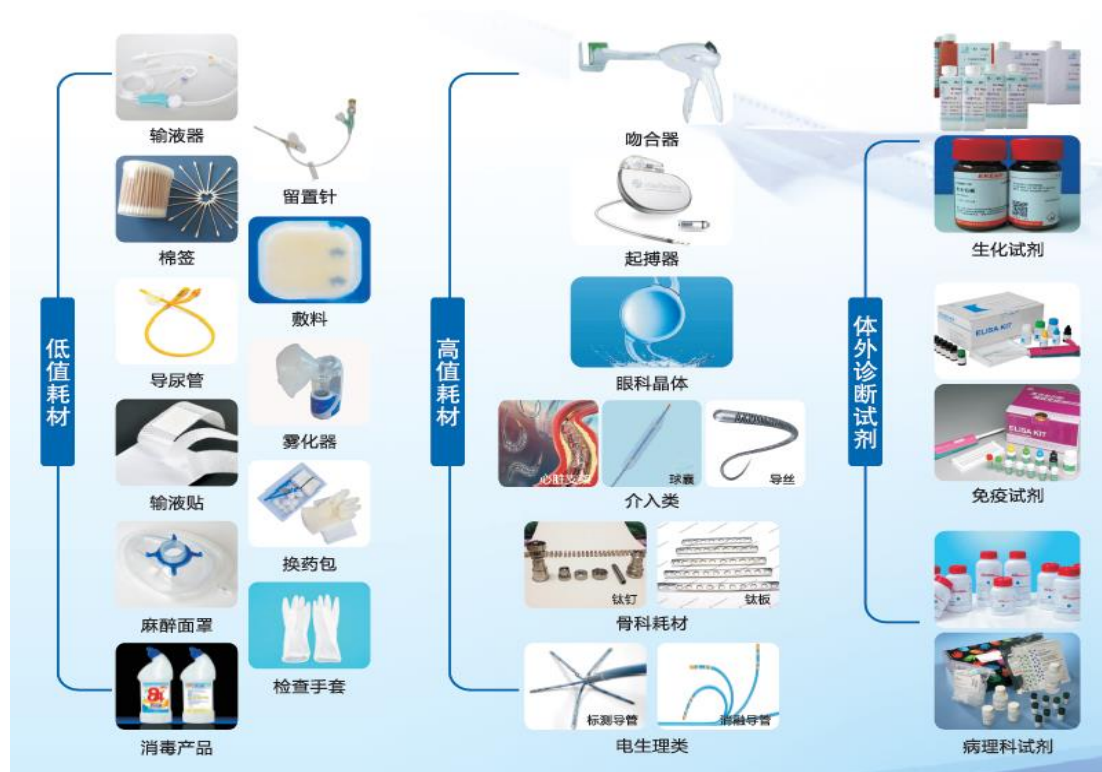 低值耗材
输液器
留置针
棉签
敷料
导尿管
雾化器
输液贴
换药包
麻醉面罩
检查手套
消毒产品
高值耗材
吻合器
起搏器
眼科晶体
心脏支架
球囊
导丝
介入类
钛钉
钛板
骨科耗材
标测导管
消融导管
电生理类
体外诊断试剂
生化试剂
ELISA KIT
ELISA KIT
免疫试剂
病理科试剂